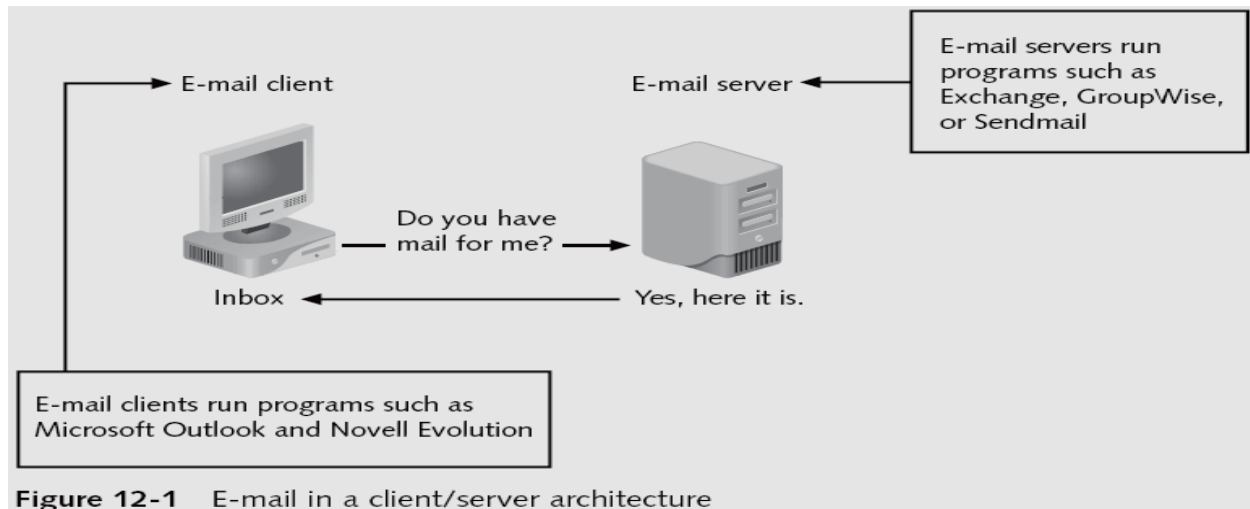 E-mail client
E-mail server
E-mail servers run
programs such as
Exchange, GroupWise,
or Sendmail
Do you have
mail for me?
Inbox
Yes, here it is.
E-mail clients run programs such as
Microsoft Outlook and Novell Evolution
Figure 12-1 E-mail in a client/server architecture